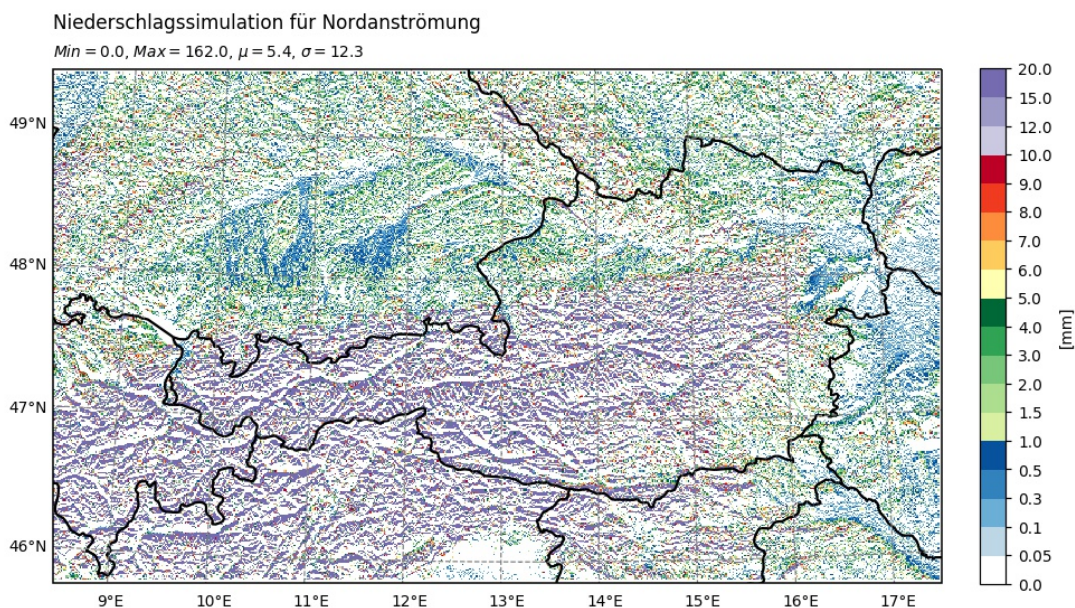 Niederschlagssimulation für Nordanströmung
Min = 0.0, Max = 162.0, μ = 5.4, σ = 12.3
49°N
48°N
47°N
46°N
9°E
10°E
11°E
12°E
13°E
14°E
15°E
16°E
17°E
20.0
15.0
12.0
10.0
9.0
8.0
7.0
6.0
5.0
4.0
3.0
2.0
1.5
1.0
0.5
0.3
0.1
0.05
0.0
[mm]